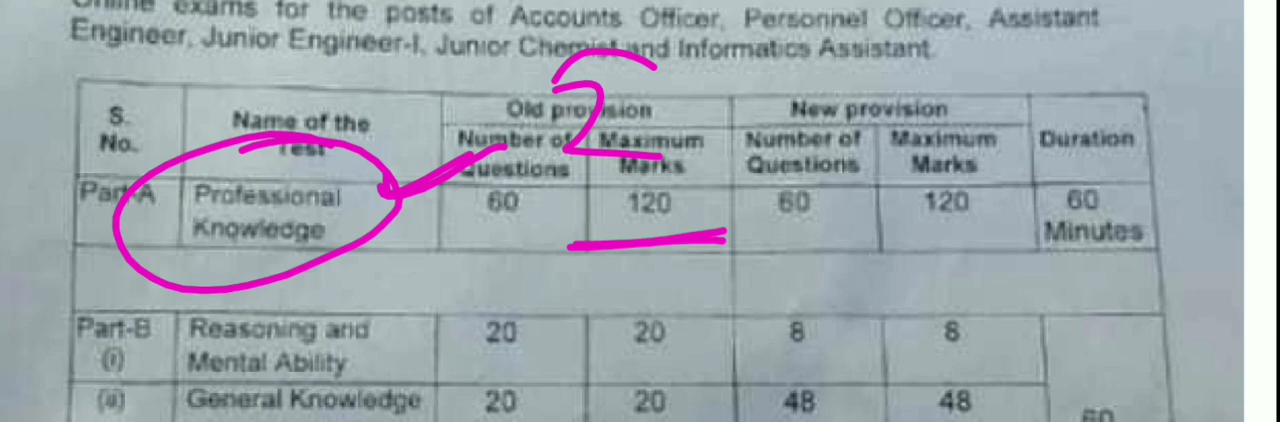 Online exams for the posts of Accounts Officer, Personnel Officer, Assistant
Engineer, Junior Engineer-I, Junior Chemist and Informatics Assistant
S. No. Name of the Test Old provision New provision Duration
Number of Questions Maximum Marks Number of Questions Maximum Marks
2
Part-A Professional Knowledge 60 120 60 120 60 Minutes
Part-B (i) Reasoning and Mental Ability 20 20 8 8
(ii) General Knowledge 20 20 48 48 60